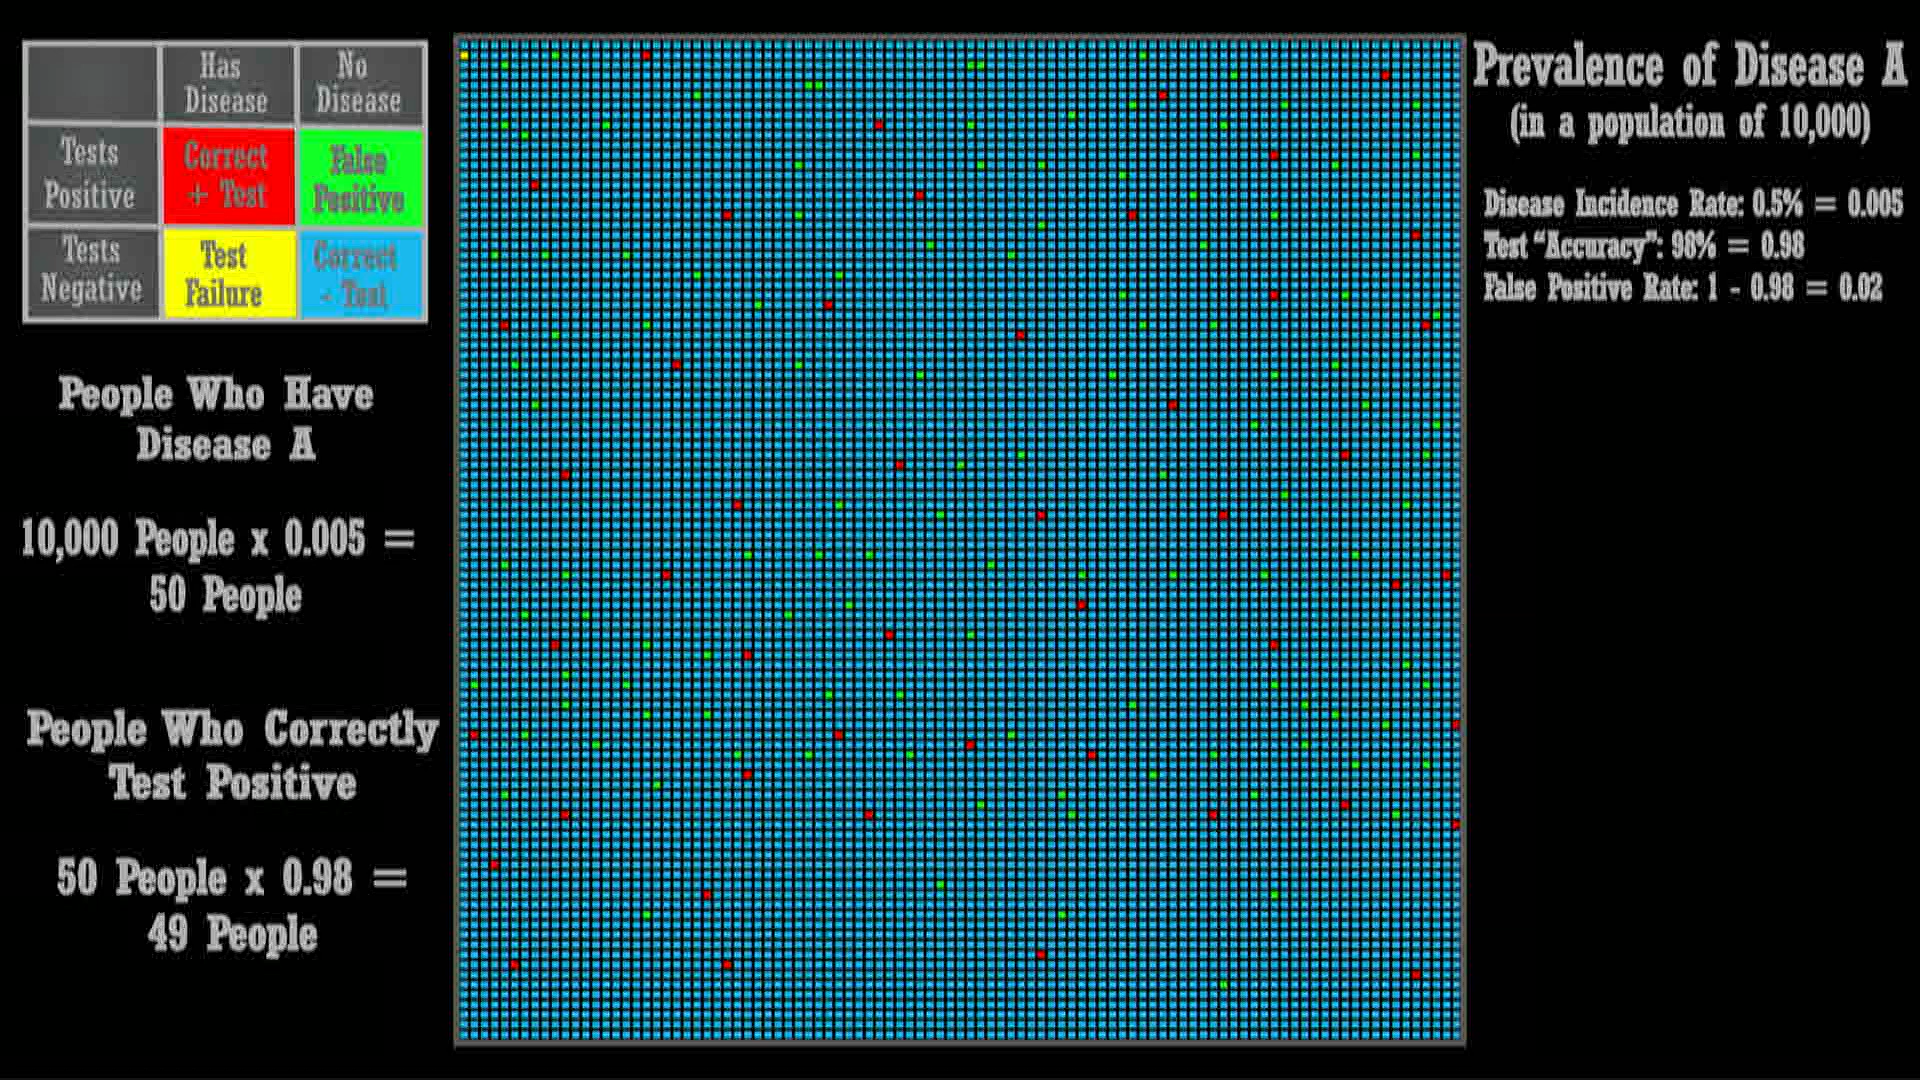 Has
Disease
No
Disease
Tests
Positive
Correct
+ Test
False
Positive
Tests
Negative
Test
Failure
Correct
- Test
People Who Have
Disease A
10,000 People x 0.005 =
50 People
People Who Correctly
Test Positive
50 People x 0.98 =
49 People
Prevalence of Disease A
(in a population of 10,000)
Disease Incidence Rate: 0.5% = 0.005
Test “Accuracy”: 98% = 0.98
False Positive Rate: 1 - 0.98 = 0.02